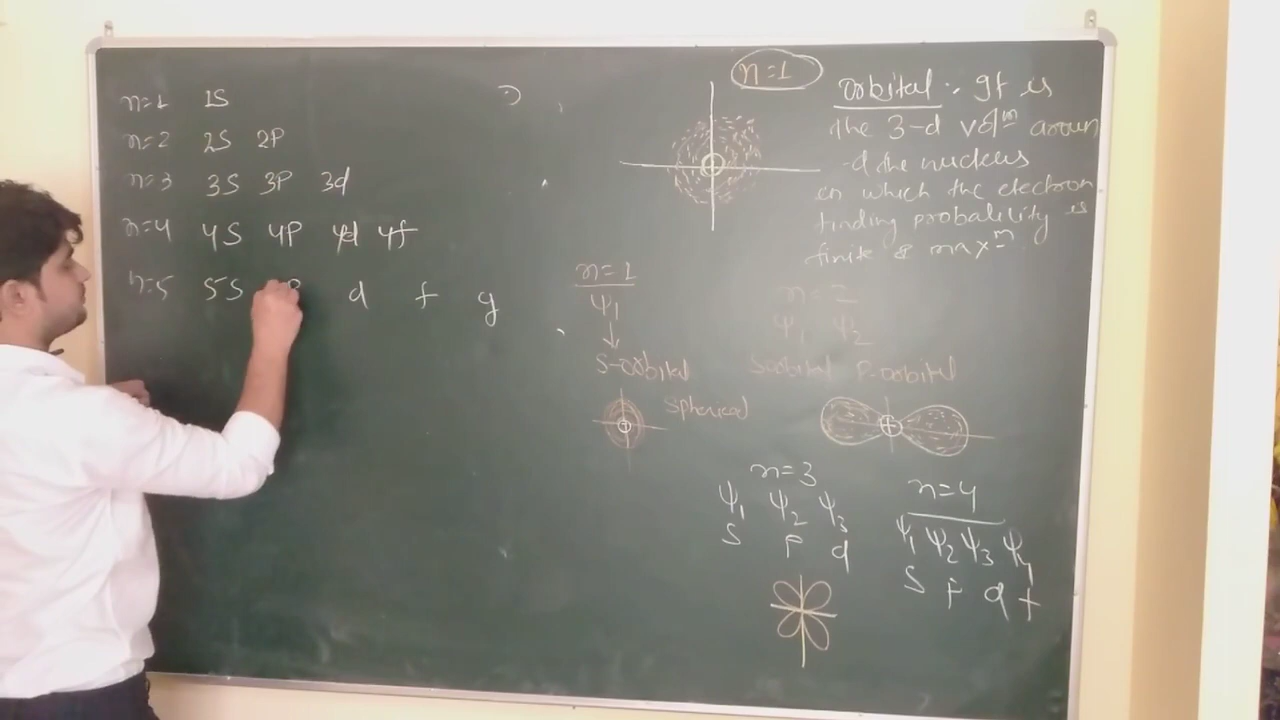 n=1 1S
n=2 2S 2P
n=3 3S 3P 3d
n=4 4S 4P 4d 4f
n=5 5S P d f g
n=1
orbital :. It is
the 3-d volm aroun
-d the nucleus
in which the electron
finding probability is
finite & maxm
n=1
Ψ1
S-orbital
Spherical
n=2
Ψ1 Ψ2
S-orbital P-orbital
n=3
Ψ1 Ψ2 Ψ3
S P d
n=4
Ψ1 Ψ2 Ψ3 Ψ4
S P d f